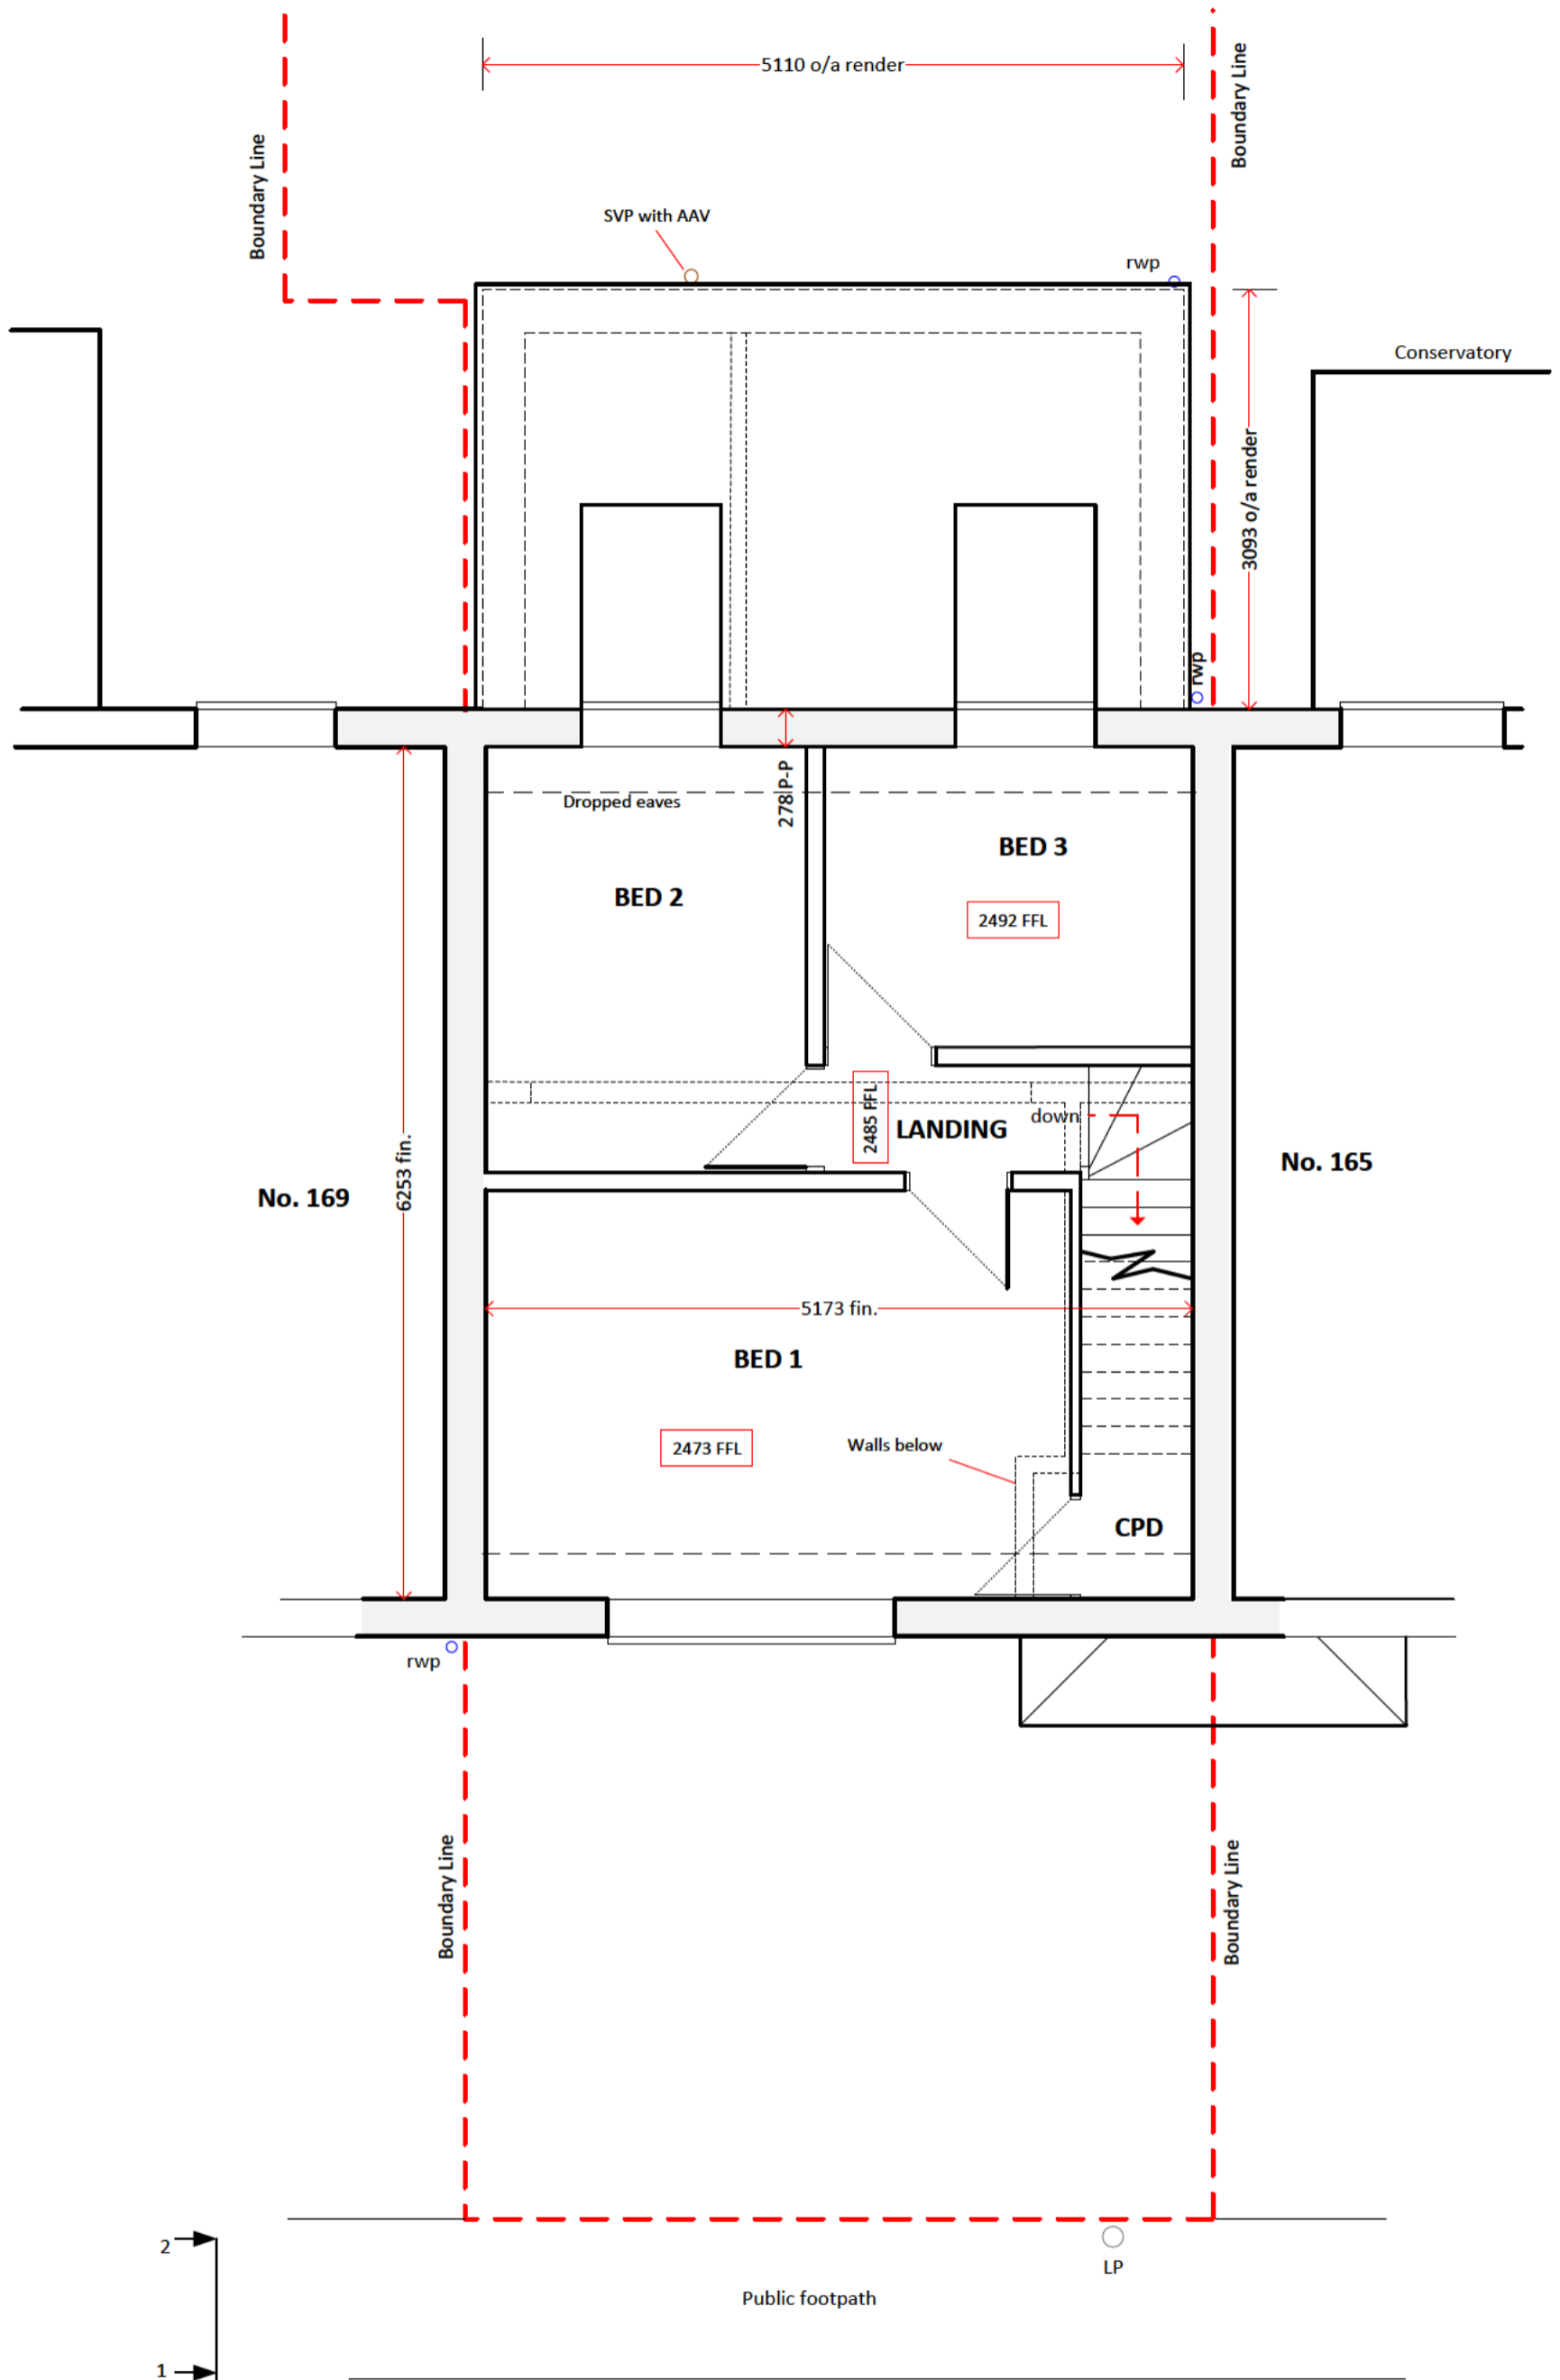 5110 o/a render
Boundary Line
Boundary Line
SVP with AAV
rwp
Conservatory
3093 o/a render
rwp
278 P-P
Dropped eaves
BED 3
BED 2
2492 FFL
2485 FFL
LANDING
down
6253 fin.
No. 169
No. 165
5173 fin.
BED 1
2473 FFL
Walls below
CPD
rwp
Boundary Line
Boundary Line
2
LP
Public footpath
1